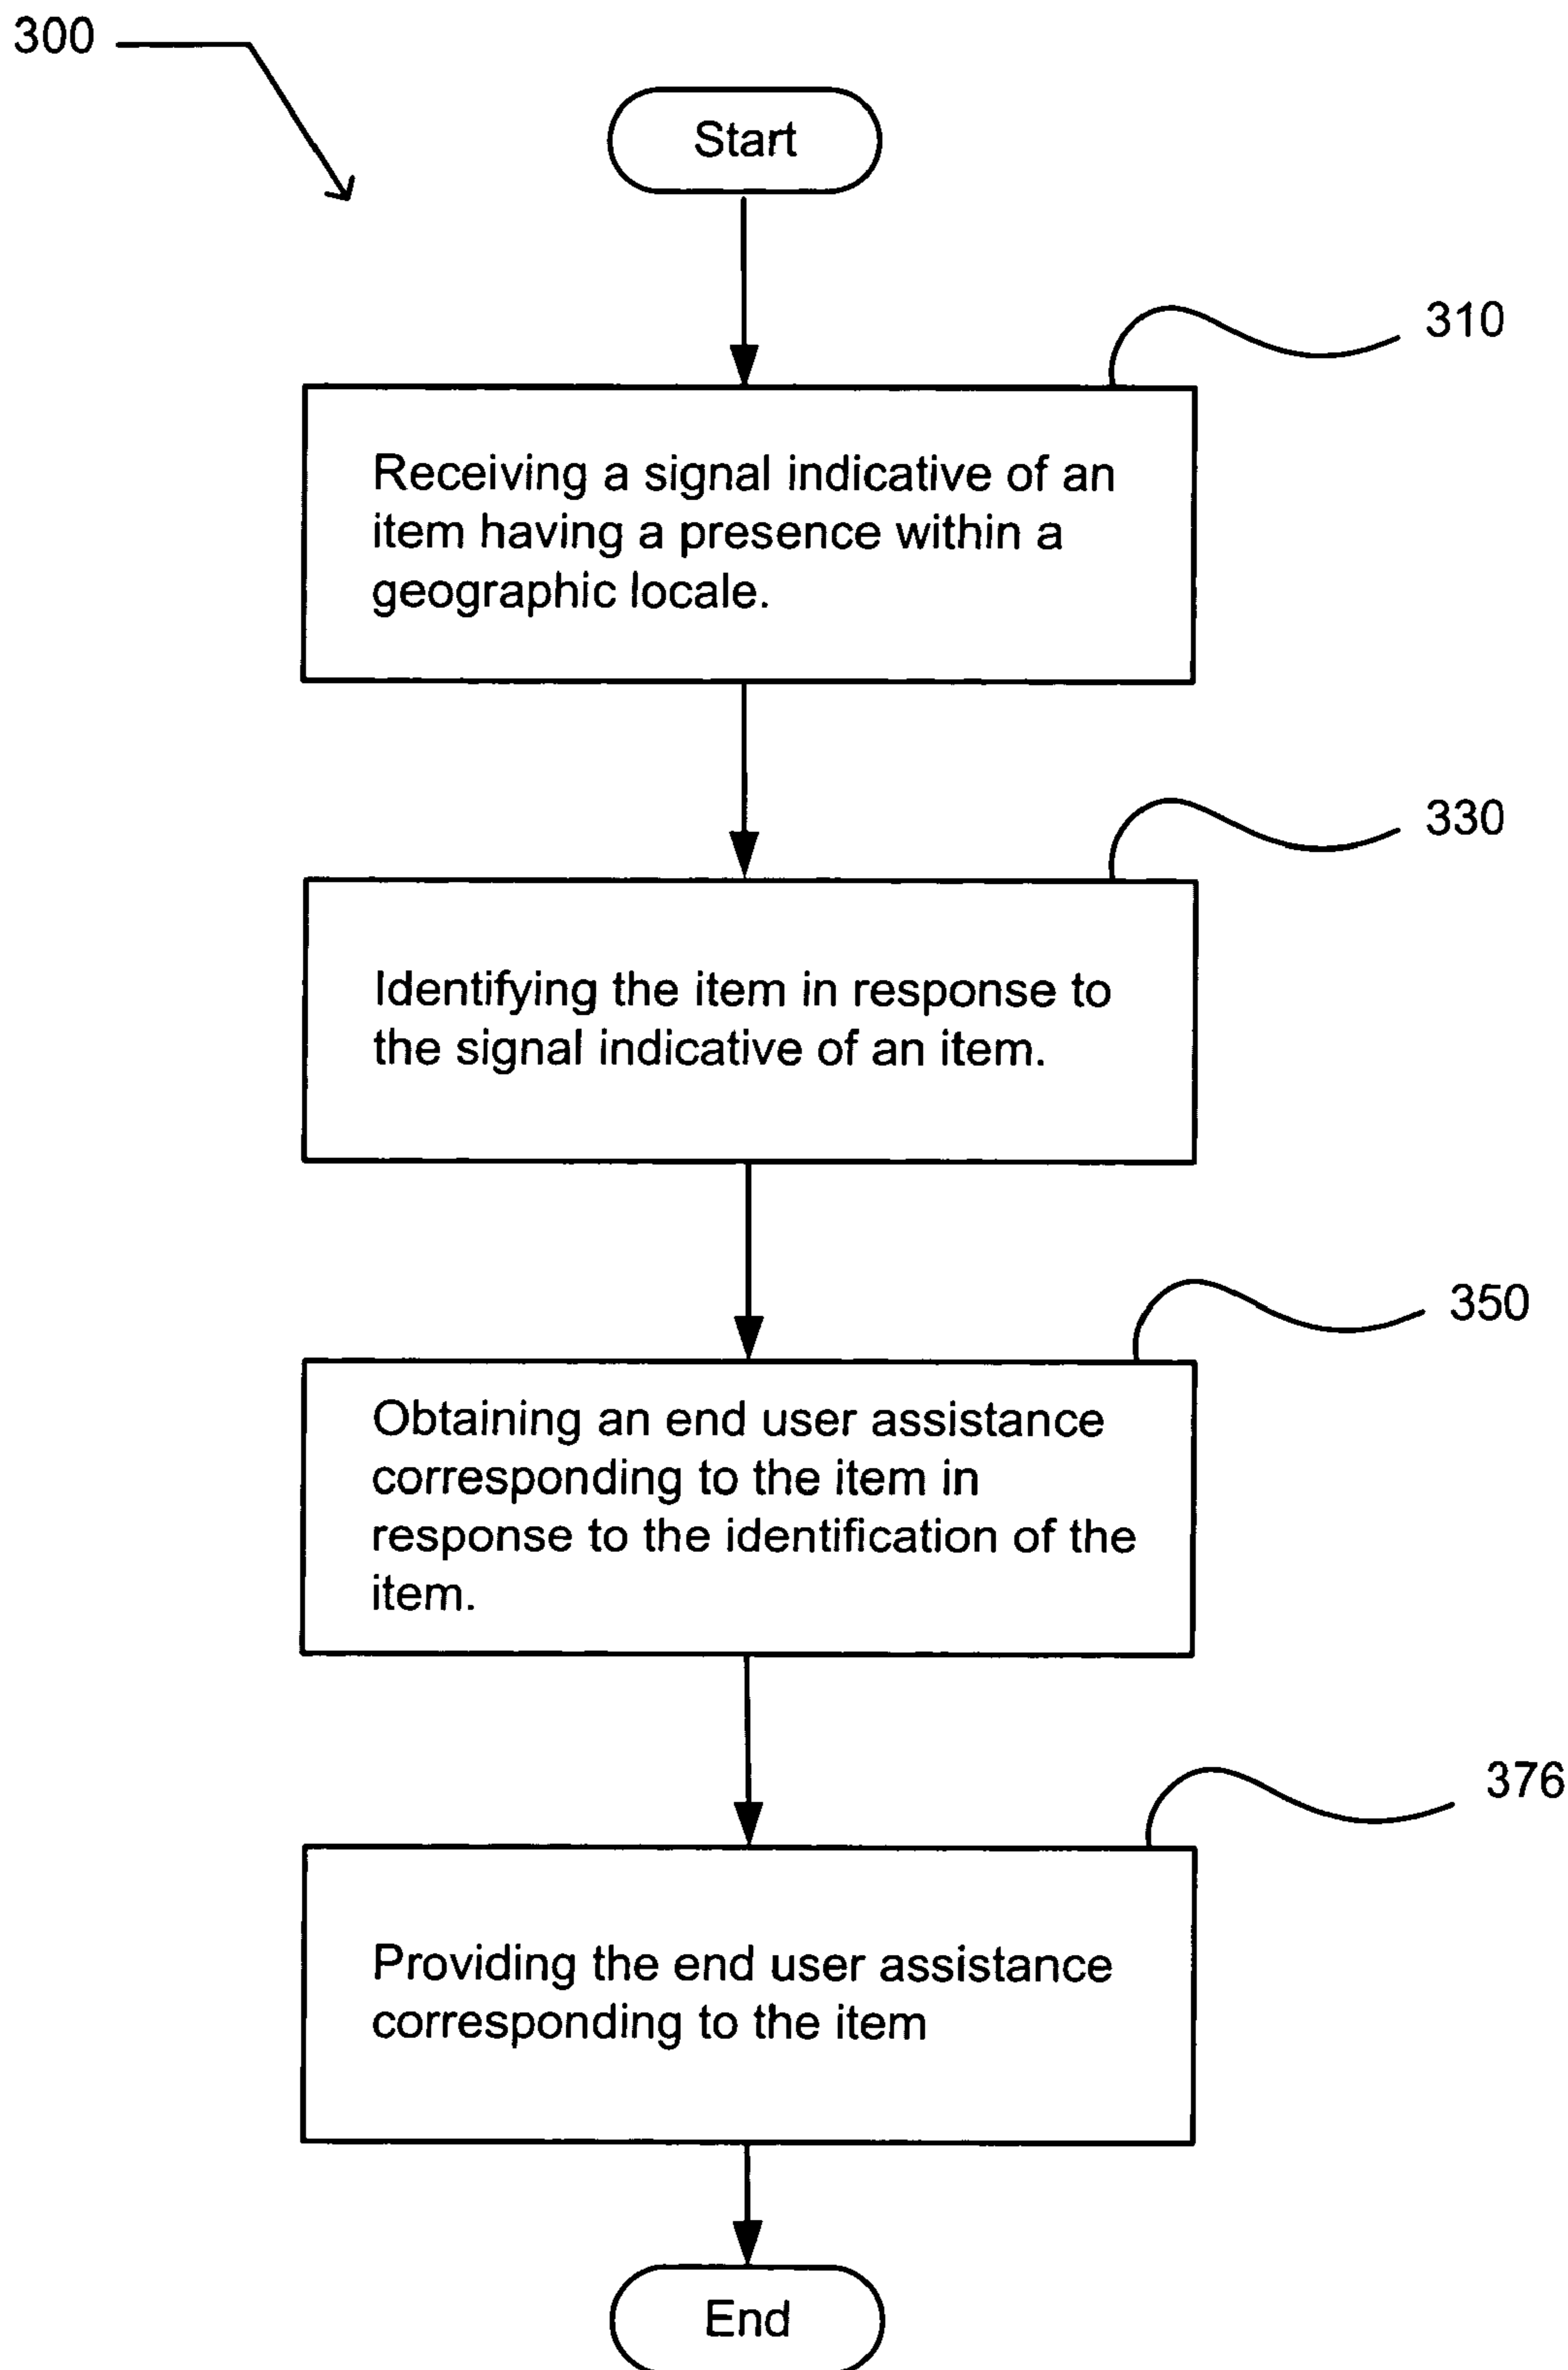 300
Start
310
Receiving a signal indicative of an
item having a presence within a
geographic locale.
330
Identifying the item in response to
the signal indicative of an item.
350
Obtaining an end user assistance
corresponding to the item in
response to the identification of the
item.
376
Providing the end user assistance
corresponding to the item
End